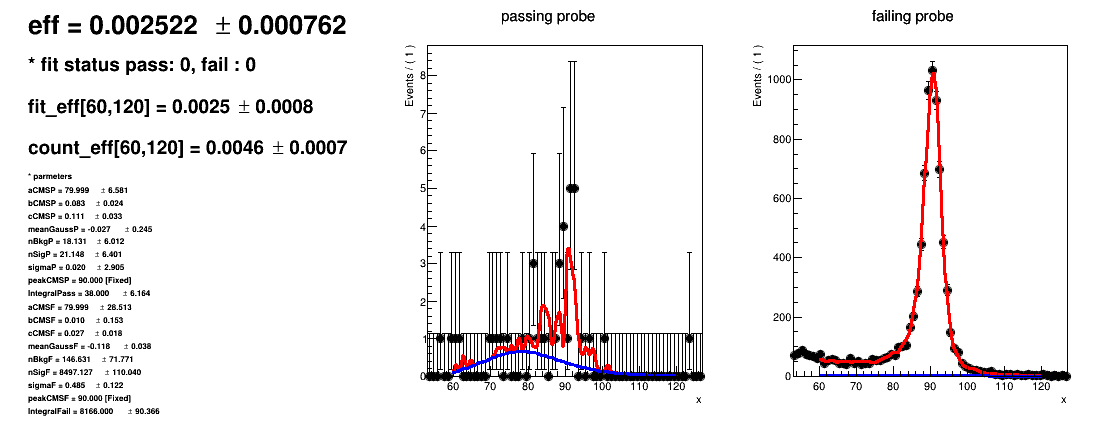 eff = 0.002522 ± 0.000762
* fit status pass: 0, fail : 0
fit_eff[60,120] = 0.0025 ± 0.0008
count_eff[60,120] = 0.0046 ± 0.0007
* parmeters
aCMSP = 79.999 ± 6.581
bCMSP = 0.083 ± 0.024
cCMSP = 0.111 ± 0.033
meanGaussP = -0.027 ± 0.245
nBkgP = 18.131 ± 6.012
nSigP = 21.148 ± 6.401
sigmaP = 0.020 ± 2.905
peakCMSP = 90.000 [Fixed]
IntegralPass = 38.000 ± 6.164
aCMSF = 79.999 ± 28.513
bCMSF = 0.010 ± 0.153
cCMSF = 0.027 ± 0.018
meanGaussF = -0.118 ± 0.038
nBkgF = 146.631 ± 71.771
nSigF = 8497.127 ± 110.040
sigmaF = 0.485 ± 0.122
peakCMSF = 90.000 [Fixed]
IntegralFail = 8166.000 ± 90.366
passing probe
Events / ( 1 )
8
7
6
5
4
3
2
1
0
60 70 80 90 100 110 120
x
failing probe
Events / ( 1 )
1000
800
600
400
200
0
60 70 80 90 100 110 120
x